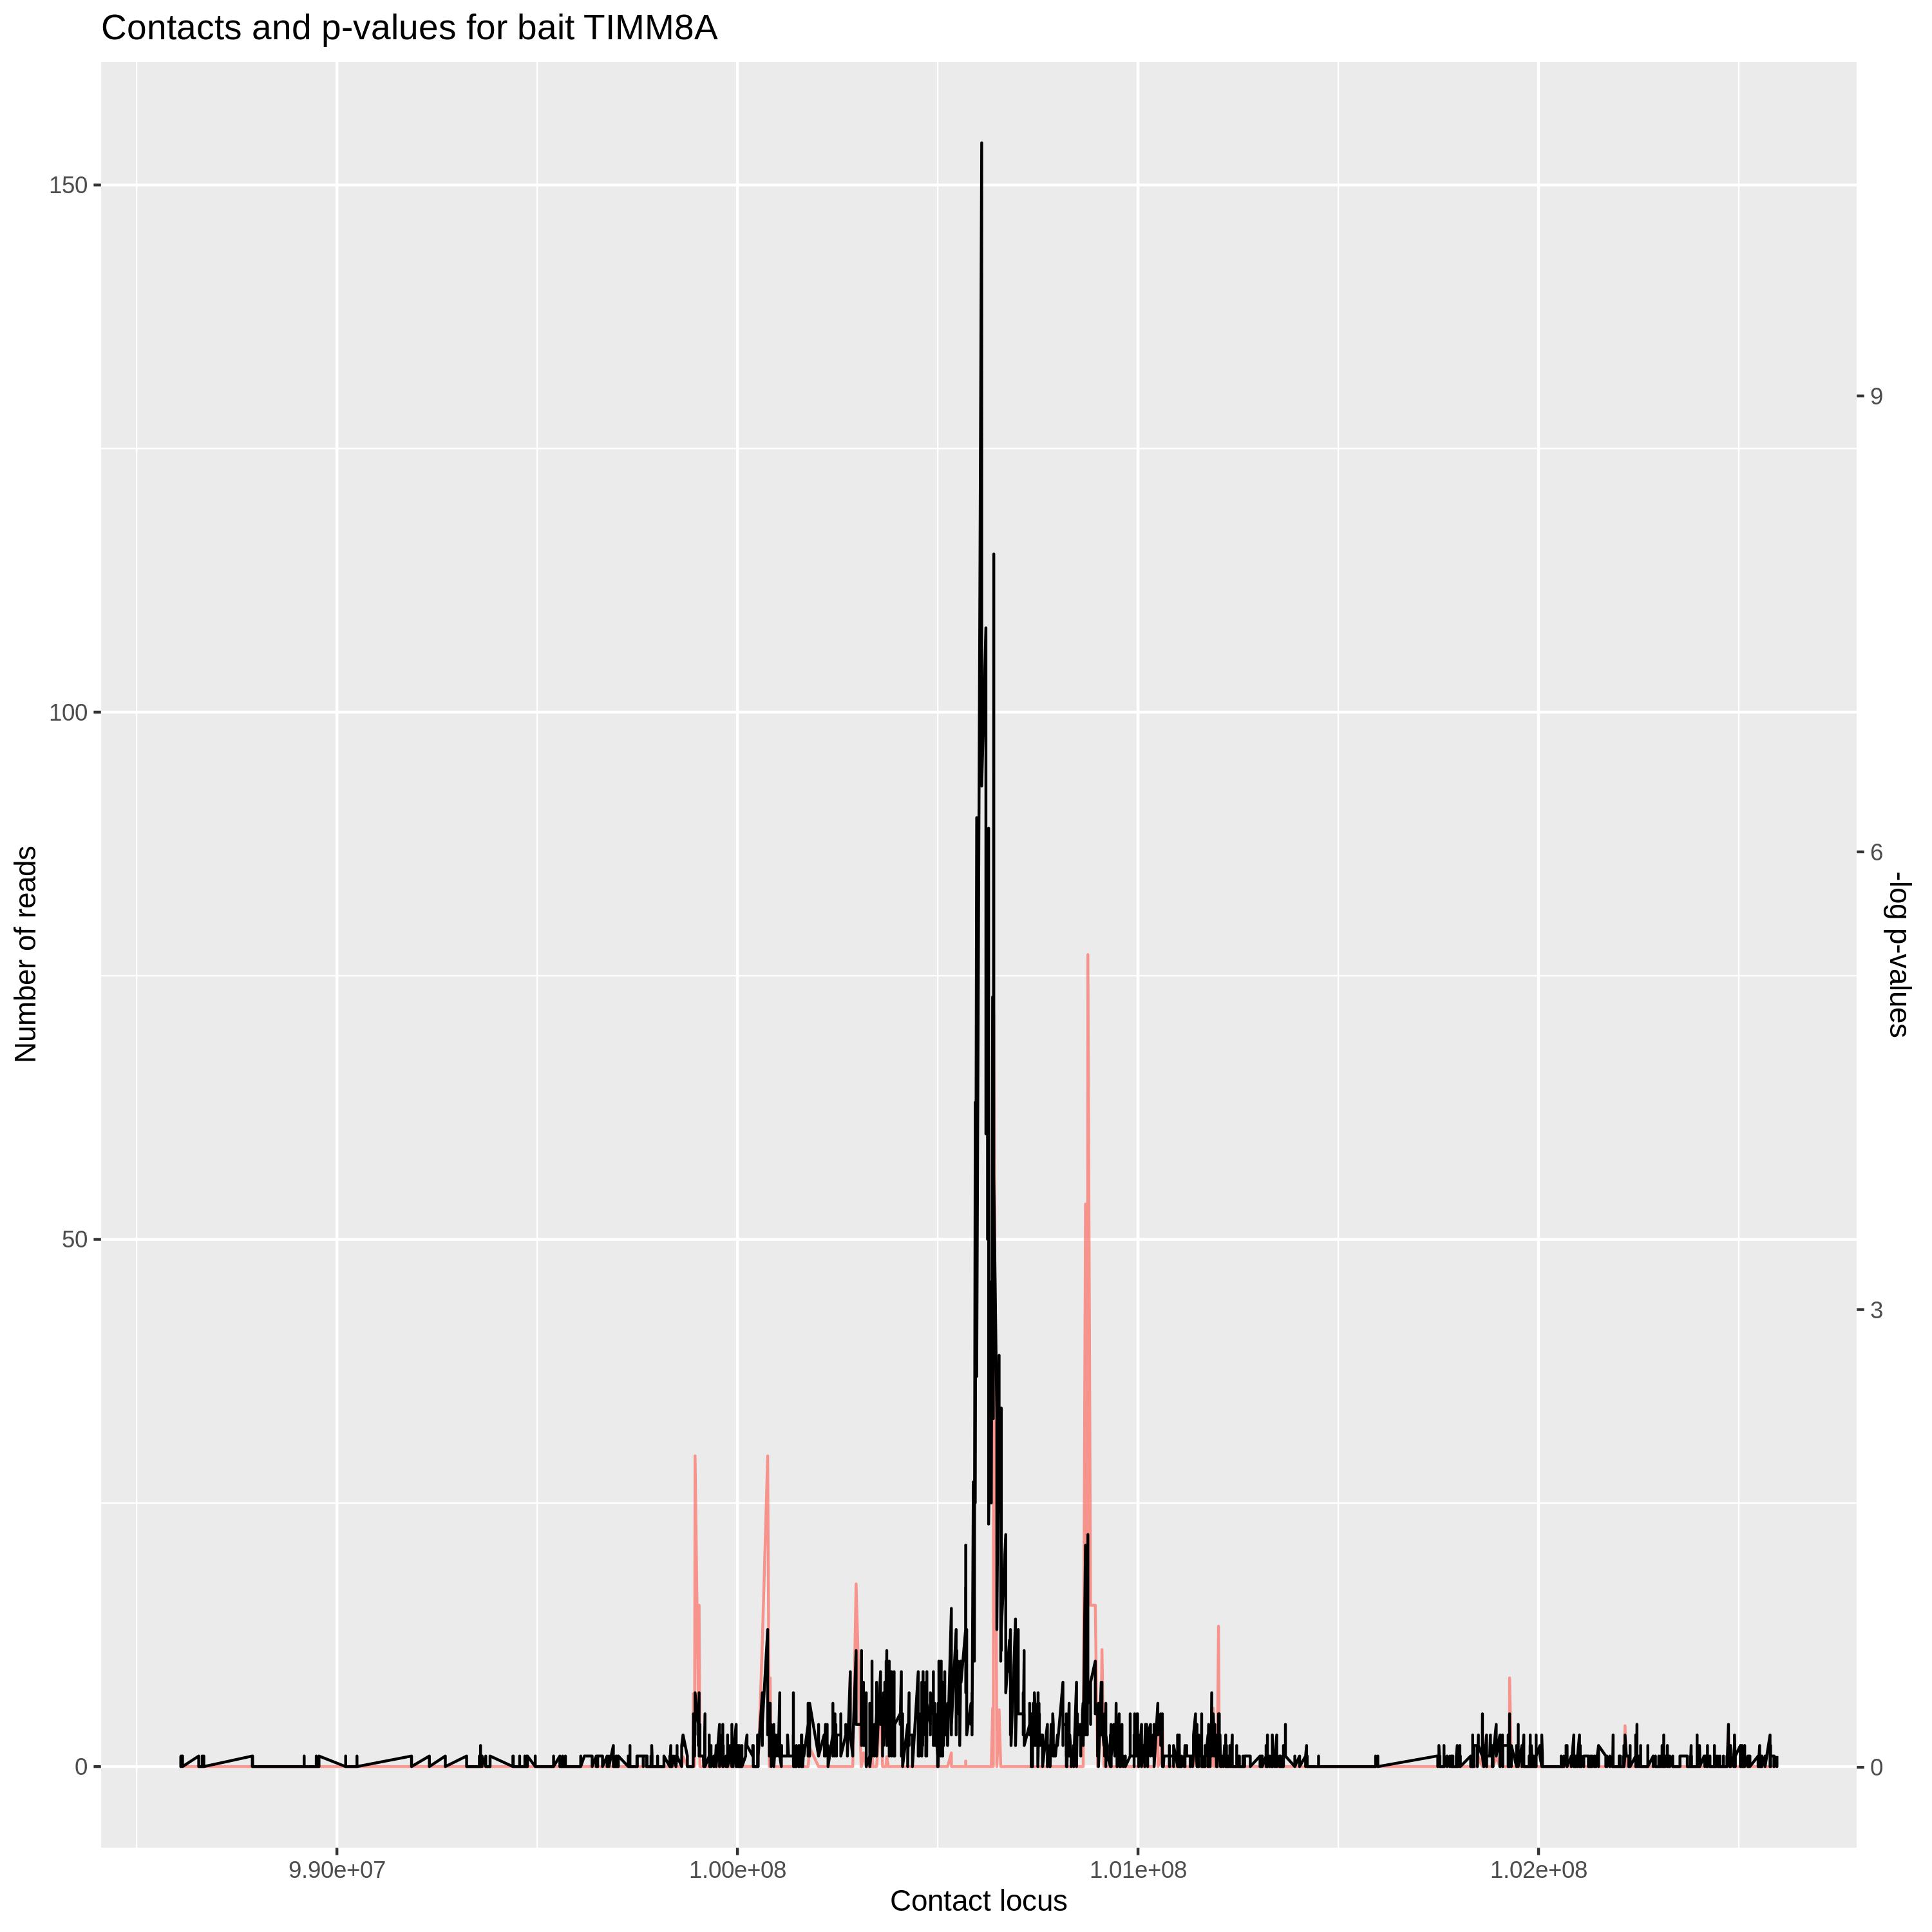 Contacts and p-values for bait TIMM8A
150
100
50
0
Number of reads
9
6
3
0
-log p-values
9.90e+07
1.00e+08
1.01e+08
1.02e+08
Contact locus